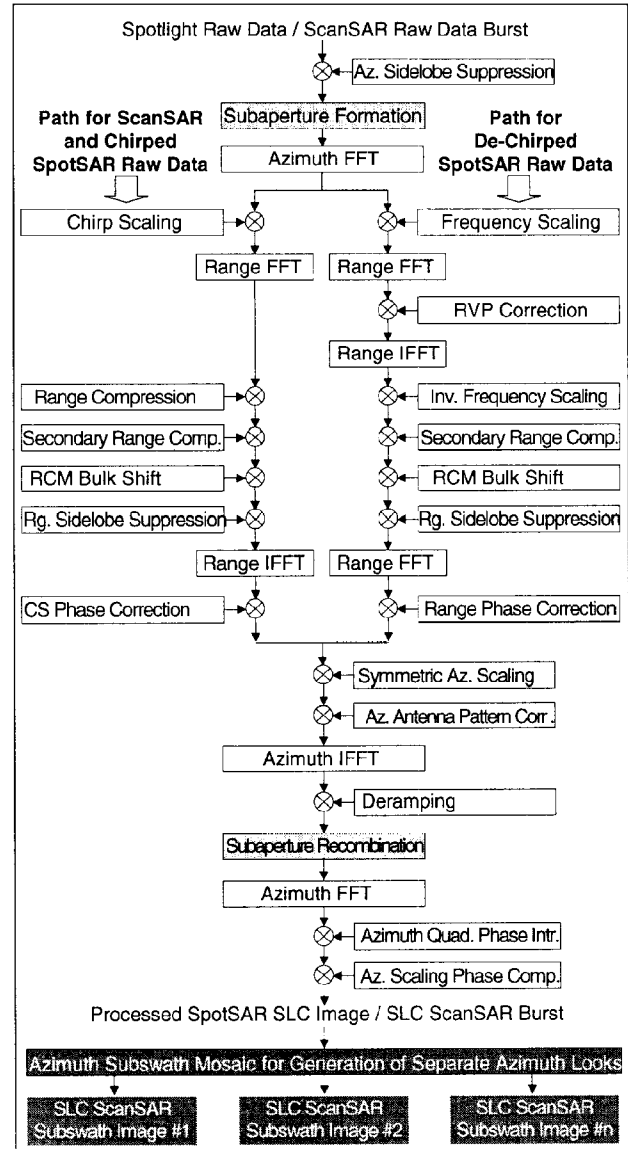 Spotlight Raw Data / ScanSAR Raw Data Burst
Az. Sidelobe Suppression
Subaperture Formation
Path for ScanSAR
and Chirped
SpotSAR Raw Data
Path for
De-Chirped
SpotSAR Raw Data
Azimuth FFT
Chirp Scaling
Frequency Scaling
Range FFT
Range FFT
RVP Correction
Range IFFT
Range Compression
Inv. Frequency Scaling
Secondary Range Comp.
Secondary Range Comp.
RCM Bulk Shift
RCM Bulk Shift
Rg. Sidelobe Suppression
Rg. Sidelobe Suppression
Range IFFT
Range FFT
CS Phase Correction
Range Phase Correction
Symmetric Az. Scaling
Az. Antenna Pattern Corr.
Azimuth IFFT
Deramping
Subaperture Recombination
Azimuth FFT
Azimuth Quad. Phase Intr.
Az. Scaling Phase Comp.
Processed SpotSAR SLC Image / SLC ScanSAR Burst
Azimuth Subswath Mosaic for Generation of Separate Azimuth Looks
SLC ScanSAR
Subswath Image #1
SLC ScanSAR
Subswath Image #2
SLC ScanSAR
Subswath Image #n